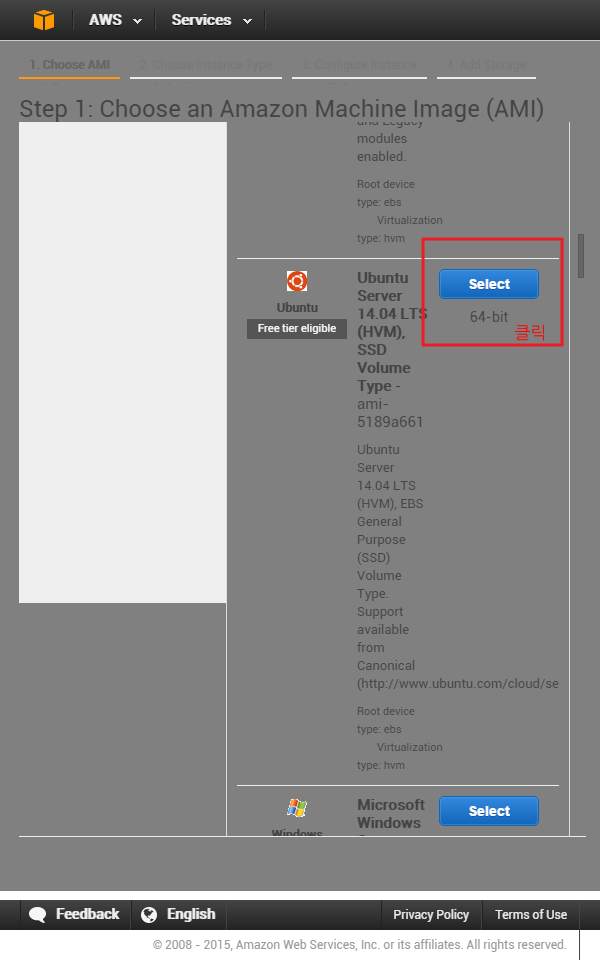 AWS Services
1. Choose AMI 2. Choose Instance Type 3. Configure Instance 4. Add Storage
Step 1: Choose an Amazon Machine Image (AMI)
and Legacy
modules
enabled.
Root device
type: ebs
Virtualization
type: hvm
Ubuntu
Free tier eligible
Ubuntu
Server
14.04 LTS
(HVM),
SSD
Volume
Type -
ami-
5189a661
Select
64-bit
클릭
Ubuntu
Server
14.04 LTS
(HVM), EBS
General
Purpose
(SSD)
Volume
Type.
Support
available
from
Canonical
(http://www.ubuntu.com/cloud/se
Root device
type: ebs
Virtualization
type: hvm
Windows
Microsoft
Windows
Select
Feedback English Privacy Policy Terms of Use
© 2008 - 2015, Amazon Web Services, Inc. or its affiliates. All rights reserved.